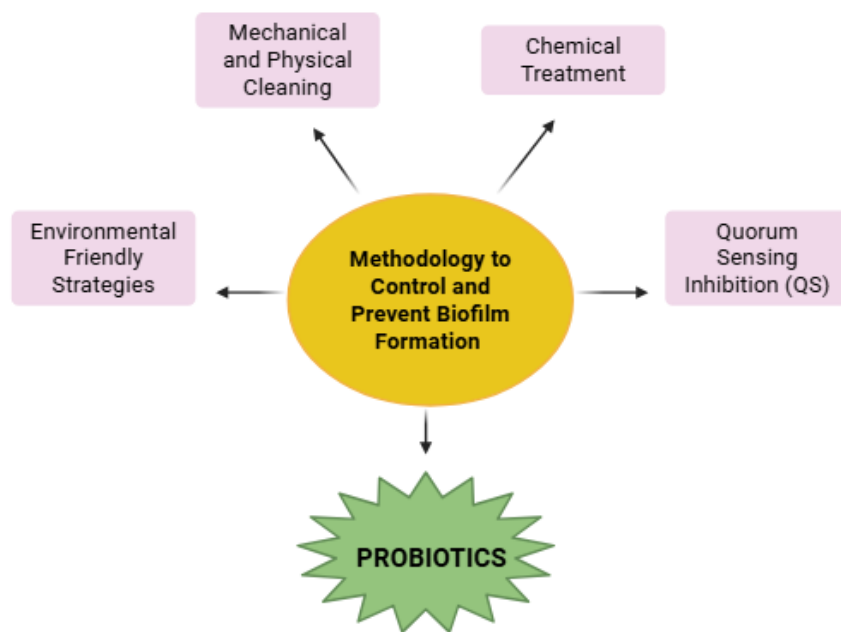 Mechanical
and Physical
Cleaning
Chemical
Treatment
Environmental
Friendly
Strategies
Methodology to
Control and
Prevent Biofilm
Formation
Quorum
Sensing
Inhibition (QS)
PROBIOTICS